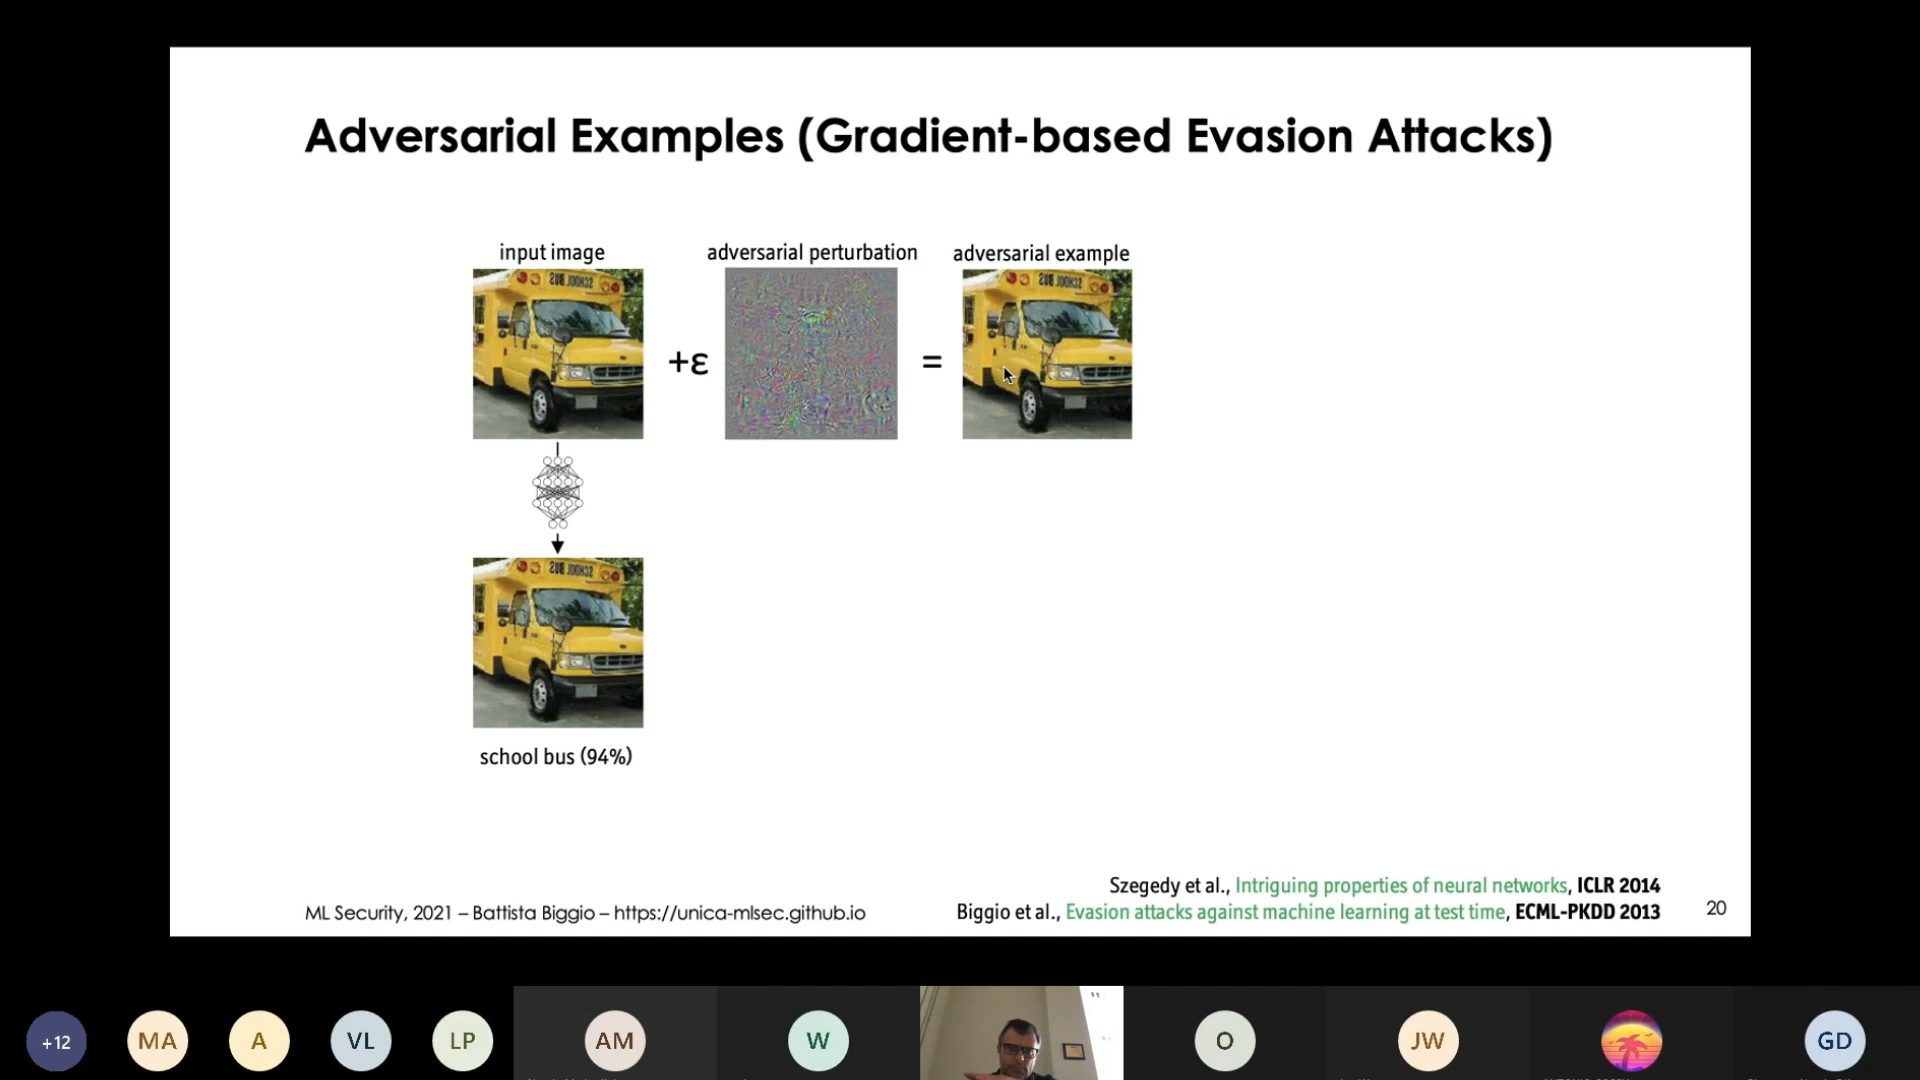 Adversarial Examples (Gradient-based Evasion Attacks)
input image
adversarial perturbation
adversarial example
+ε
=
school bus (94%)
Szegedy et al., Intriguing properties of neural networks, ICLR 2014
ML Security, 2021 – Battista Biggio – https://unica-mlsec.github.io
Biggio et al., Evasion attacks against machine learning at test time, ECML-PKDD 2013
20
+12
MA
A
VL
LP
AM
W
O
JW
GD